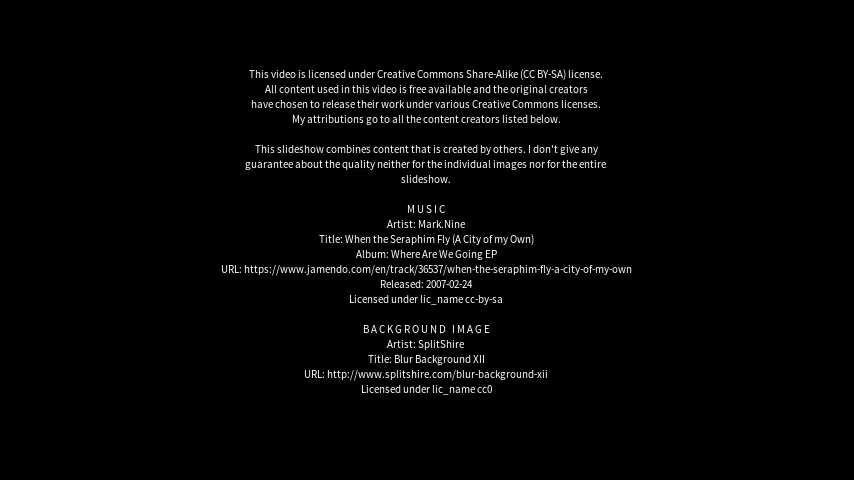 This video is licensed under Creative Commons Share-Alike (CC BY-SA) license.
All content used in this video is free available and the original creators
have chosen to release their work under various Creative Commons licenses.
My attributions go to all the content creators listed below.
This slideshow combines content that is created by others. I don't give any
guarantee about the quality neither for the individual images nor for the entire
slideshow.
MUSIC
Artist: Mark.Nine
Title: When the Seraphim Fly (A City of my Own)
Album: Where Are We Going EP
URL: https://www.jamendo.com/en/track/36537/when-the-seraphim-fly-a-city-of-my-own
Released: 2007-02-24
Licensed under lic_name cc-by-sa
BACKGROUND IMAGE
Artist: SplitShire
Title: Blur Background XII
URL: http://www.splitshire.com/blur-background-xii
Licensed under lic_name cc0